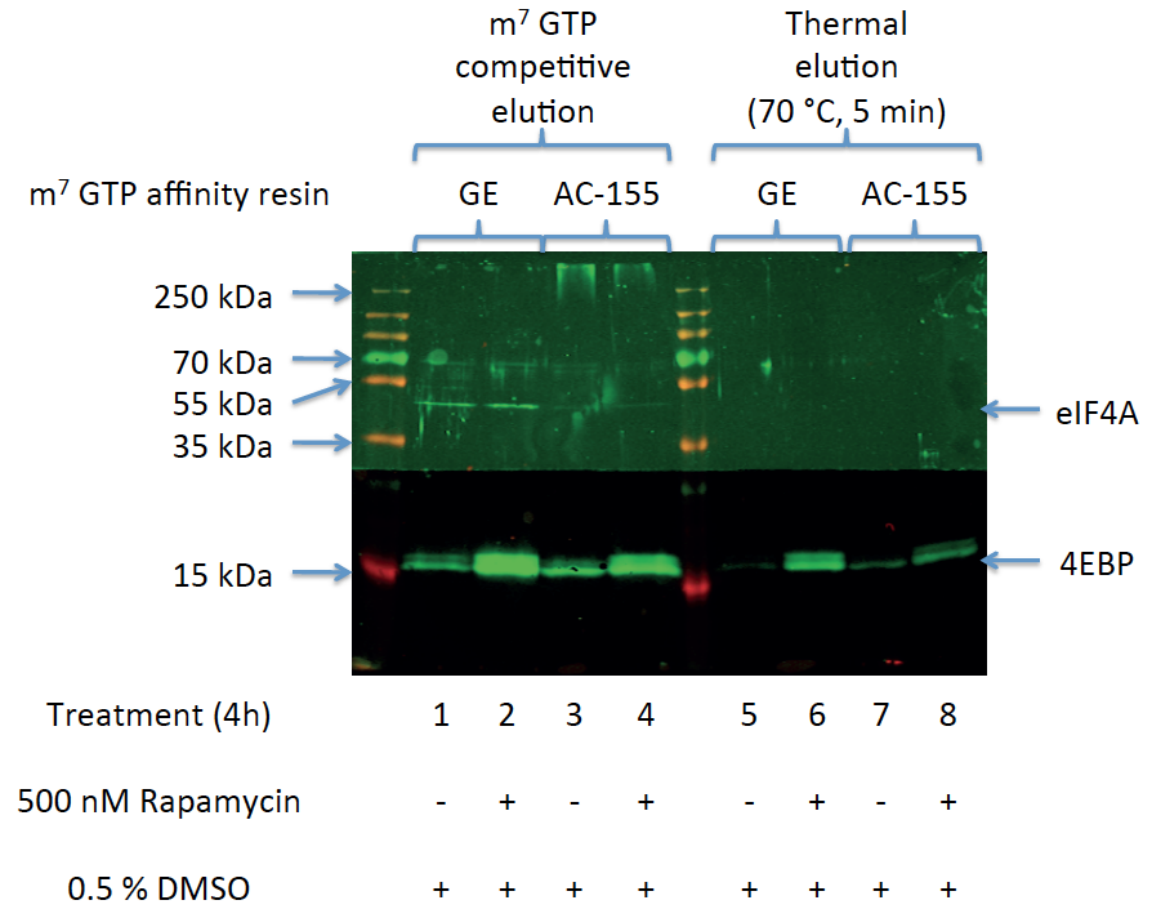 m⁷ GTP
competitive
elution
Thermal
elution
(70 °C, 5 min)
m⁷ GTP affinity resin GE AC-155 GE AC-155
250 kDa
70 kDa
55 kDa
35 kDa
15 kDa
eIF4A
4EBP
Treatment (4h) 1 2 3 4 5 6 7 8
500 nM Rapamycin - + - + - + - +
0.5 % DMSO + + + + + + + +